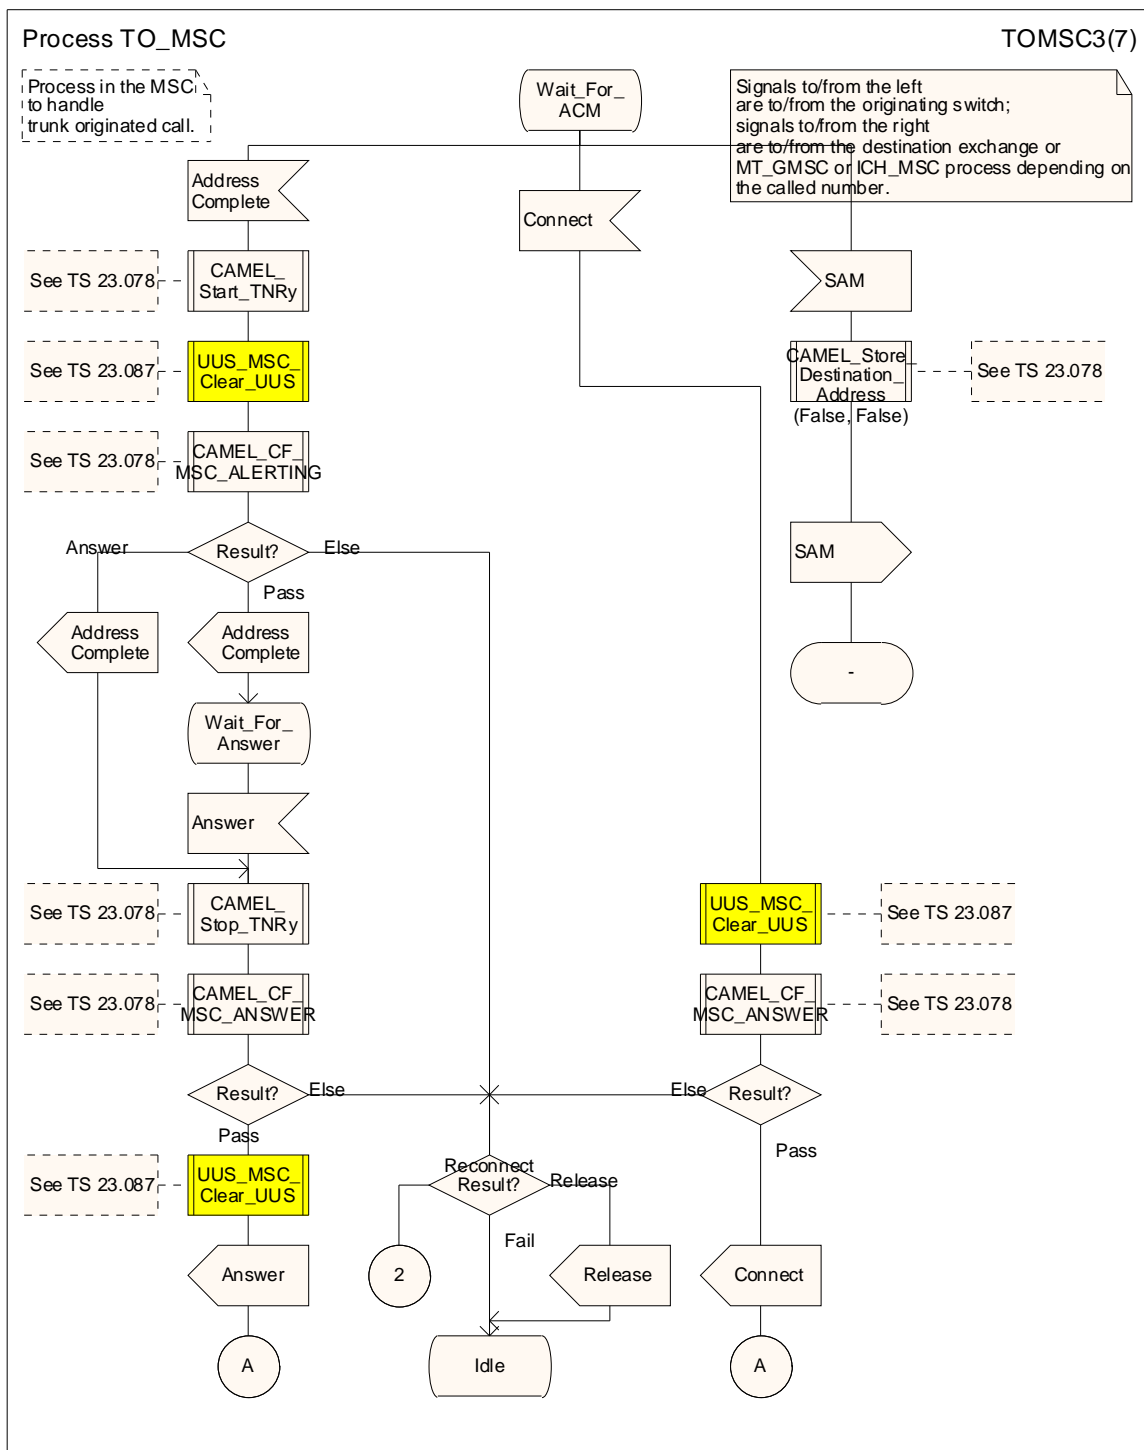 Process TO_MSC
TOMSC3(7)
Process in the MSC
to handle
trunk originated call.
Wait_For_
ACM
Signals to/from the left
are to/from the originating switch;
signals to/from the right
are to/from the destination exchange or
MT_GMSC or ICH_MSC process depending on
the called number.
Address
Complete
Connect
See TS 23.078
CAMEL_
Start_TNRy
SAM
See TS 23.087
UUS_MSC_
Clear_UUS
CAMEL_Store_
Destination_
Address
(False, False)
See TS 23.078
See TS 23.078
CAMEL_CF_
MSC_ALERTING
Answer
Result?
Else
Pass
SAM
Address
Complete
Address
Complete
-
Wait_For_
Answer
Answer
See TS 23.078
CAMEL_
Stop_TNRy
UUS_MSC_
Clear_UUS
See TS 23.087
See TS 23.078
CAMEL_CF_
MSC_ANSWER
CAMEL_CF_
MSC_ANSWER
See TS 23.078
Result?
Else
Else
Result?
Pass
Pass
See TS 23.087
UUS_MSC_
Clear_UUS
Reconnect
Result?
Release
Fail
Answer
2
Release
Connect
A
Idle
A